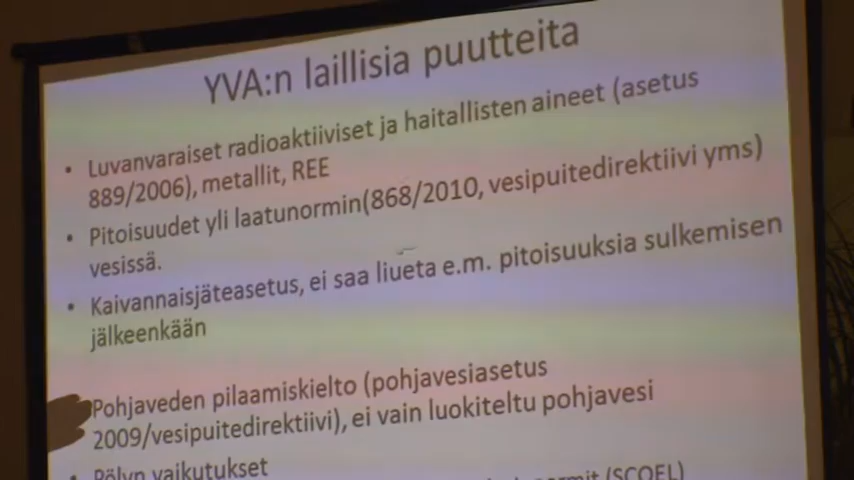 YVA:n laillisia puutteita
• Luvanvaraiset radioaktiiviset ja haitallisten aineet (asetus
889/2006), metallit, REE
• Pitoisuudet yli laatunormin(868/2010, vesipuitedirektiivi yms)
vesissä.
• Kaivannaisjäteasetus, ei saa liueta e.m. pitoisuuksia sulkemisen
jälkeenkään
Pohjaveden pilaamiskielto (pohjavesiasetus
2009/vesipuitedirektiivi), ei vain luokiteltu pohjavesi
• Pölyn vaikutukset
(SCOEL)